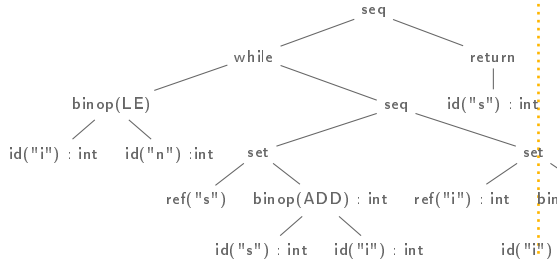 seq
while return
binop(LE) seq id("s") : int
id("i") : int id("n") :int set set
ref("s") binop(ADD) : int ref("i") : int
id("s") : int id("i") : int id("i")